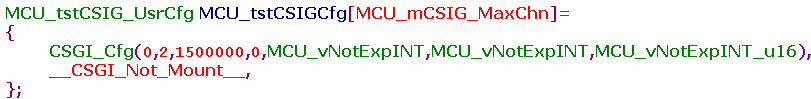 MCU_tstCSIG_UsrCfg MCU_tstCSIGCfg[MCU_mCSIG_MaxChn]=
{
CSGI_Cfg(0,2,1500000,0,MCU_vNotExpINT,MCU_vNotExpINT,MCU_vNotExpINT_u16),
__CSGI_Not_Mount__,
};